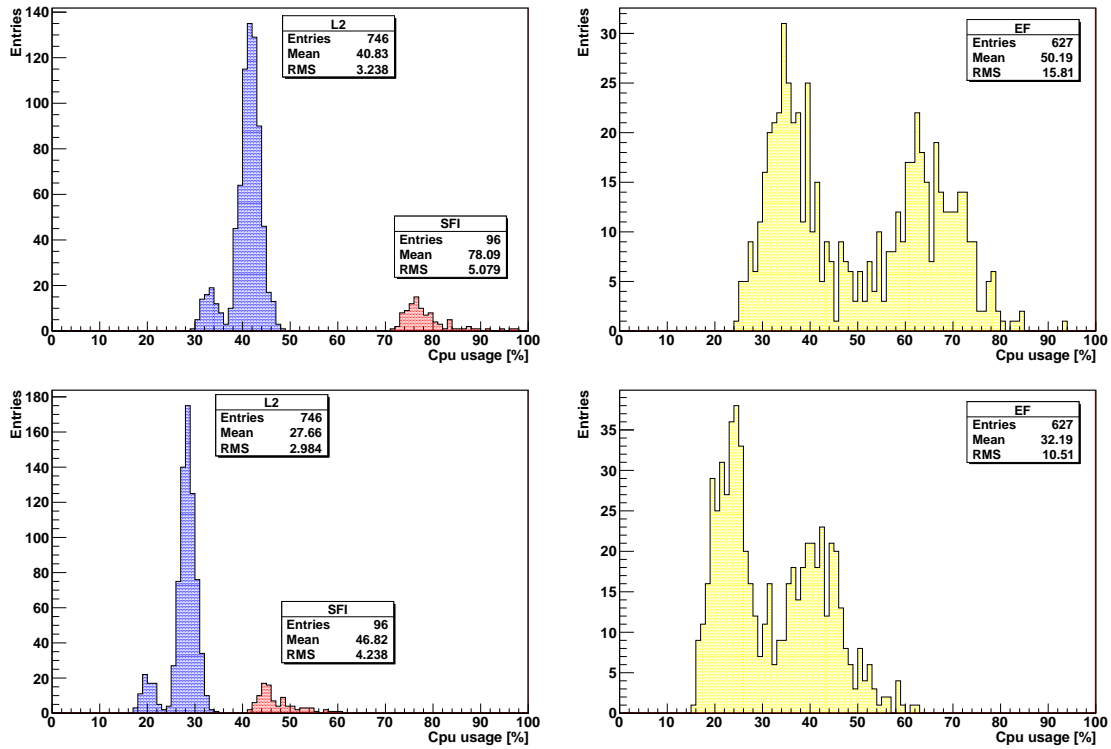 L2
Entries 746
Mean 40.83
RMS 3.238
SFI
Entries 96
Mean 78.09
RMS 5.079
Entries
140
120
100
80
60
40
20
0
0 10 20 30 40 50 60 70 80 90 100
Cpu usage [%]
EF
Entries 627
Mean 50.19
RMS 15.81
Entries
30
25
20
15
10
5
0
0 10 20 30 40 50 60 70 80 90 100
Cpu usage [%]
L2
Entries 746
Mean 27.66
RMS 2.984
SFI
Entries 96
Mean 46.82
RMS 4.238
Entries
180
160
140
120
100
80
60
40
20
0
0 10 20 30 40 50 60 70 80 90 100
Cpu usage [%]
EF
Entries 627
Mean 32.19
RMS 10.51
Entries
35
30
25
20
15
10
5
0
0 10 20 30 40 50 60 70 80 90 100
Cpu usage [%]